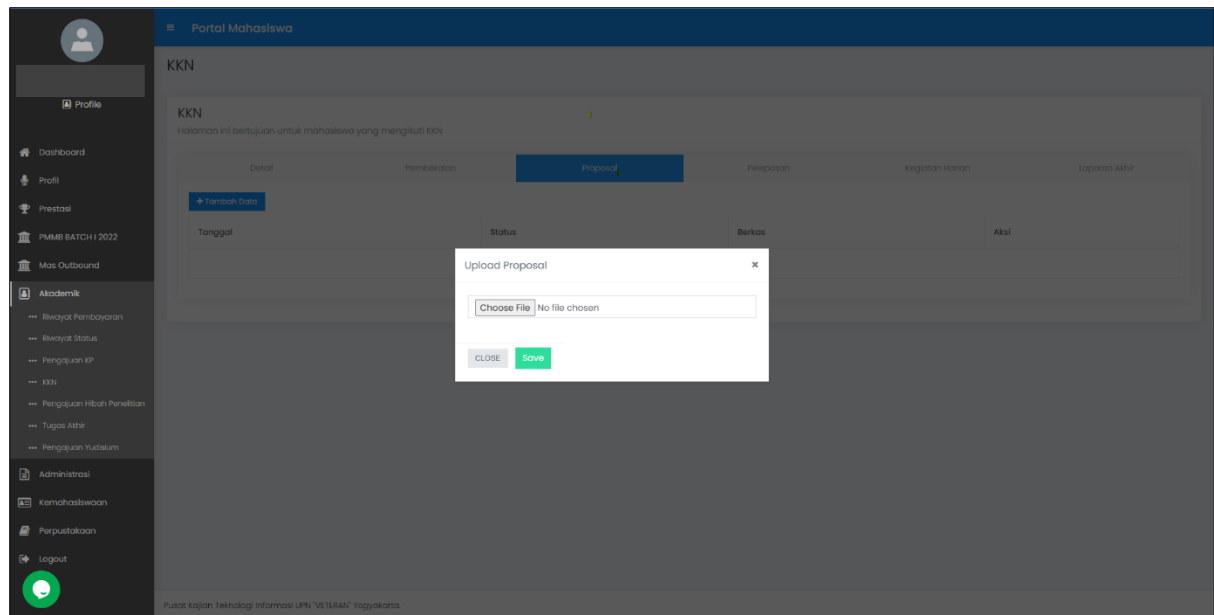 Portal Mahasiswa
Profile
Dashboard
Profil
Prestasi
PMMB BATCH I 2022
Mas Outbound
Akademik
Riwayat Pembayaran
Riwayat Status
Pengajuan KP
KKN
Pengajuan Hibah Penelitian
Tugas Akhir
Pengajuan Yudisium
Administrasi
Kemahasiswaan
Perpustakaan
Logout
KKN
KKN
Halaman ini bertujuan untuk mahasiswa yang mengikuti KKN
Detail Pembekalan Proposal Pelepasan Kegiatan Harian Laporan Akhir
+ Tambah Data
Tanggal Status Berkas Aksi
Upload Proposal ×
Choose File No file chosen
CLOSE Save
Pusat Kajian Teknologi Informasi UPN "VETERAN" Yogyakarta.